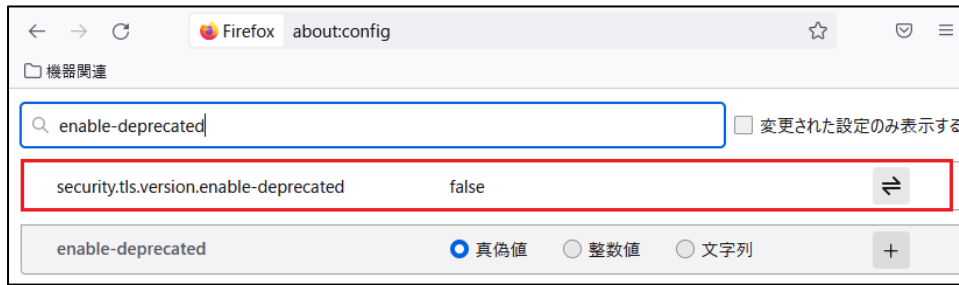 Firefox about:config
機器関連
enable-deprecated
変更された設定のみ表示する
security.tls.version.enable-deprecated false
enable-deprecated 真偽値 整数値 文字列